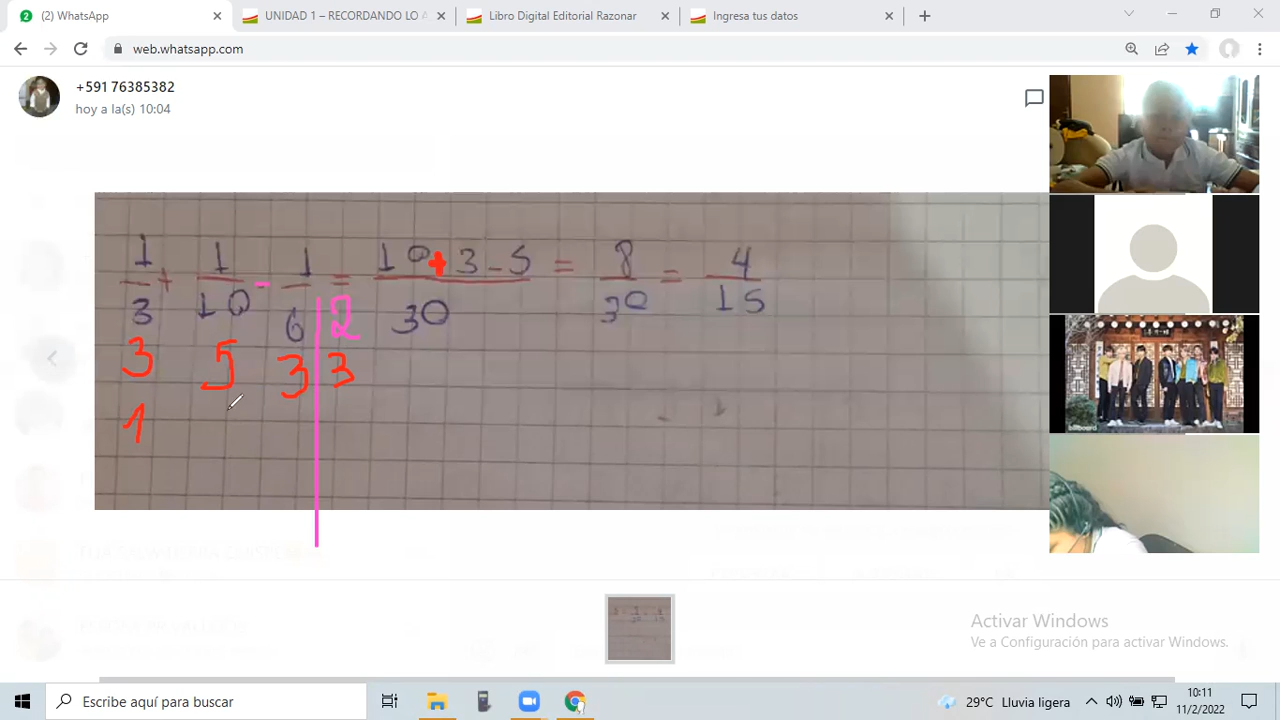 (2) WhatsApp
UNIDAD 1 – RECORDANDO LO A
Libro Digital Editorial Razonar
Ingresa tus datos
web.whatsapp.com
+591 76385382
hoy a la(s) 10:04
1/3 + 1/10 - 1/6 = (10 + 3 - 5)/30 = 8/30 = 4/15
2
3 5 3 3
1
billboard
Activar Windows
Ve a Configuración para activar Windows.
Escribe aquí para buscar
29°C Lluvia ligera
10:11
11/2/2022